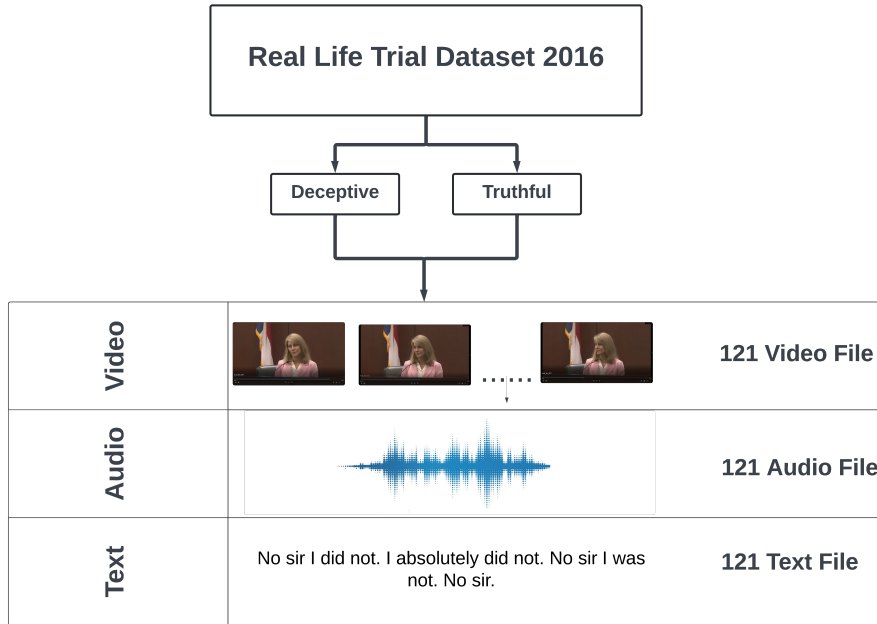 Real Life Trial Dataset 2016
Deceptive
Truthful
Video
121 Video File
Audio
121 Audio File
Text
No sir I did not. I absolutely did not. No sir I was
not. No sir.
121 Text File